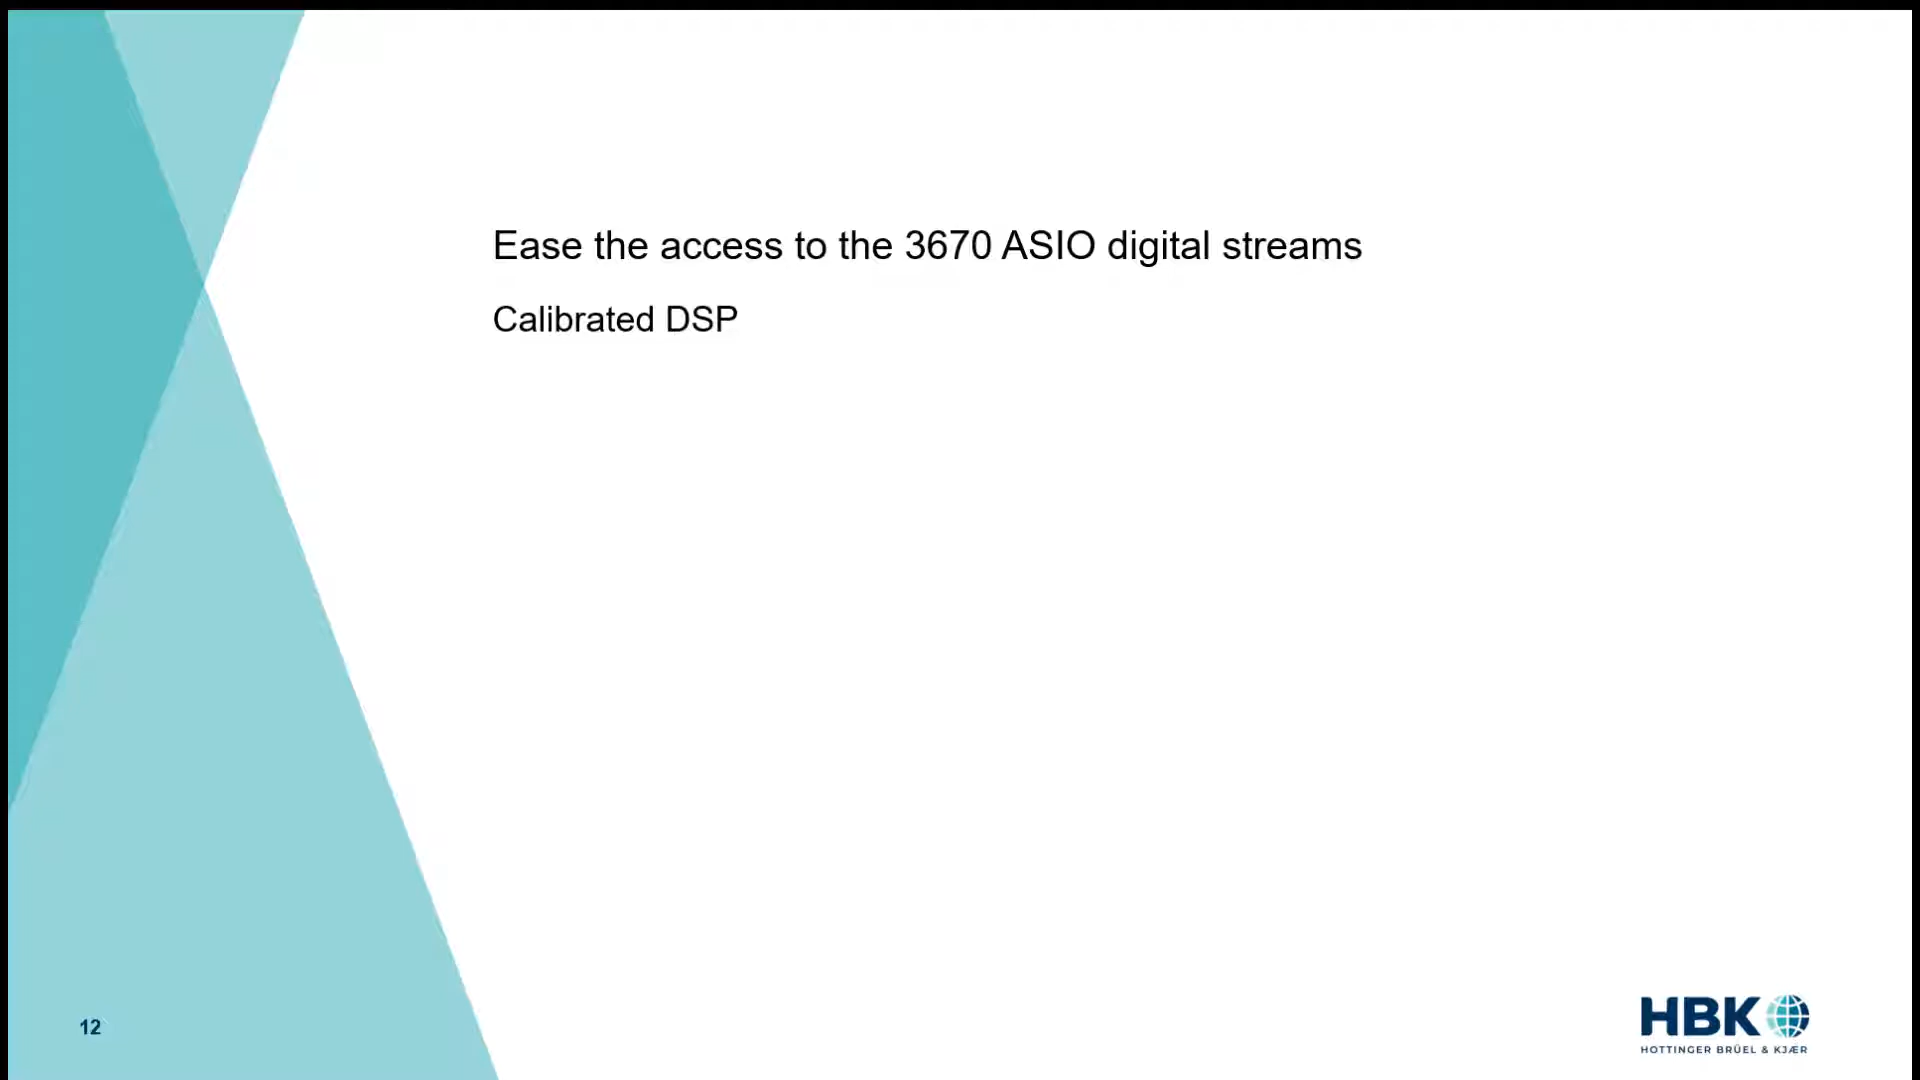 Ease the access to the 3670 ASIO digital streams
Calibrated DSP
12
HBK
HOTTINGER BRÜEL & KJÆR